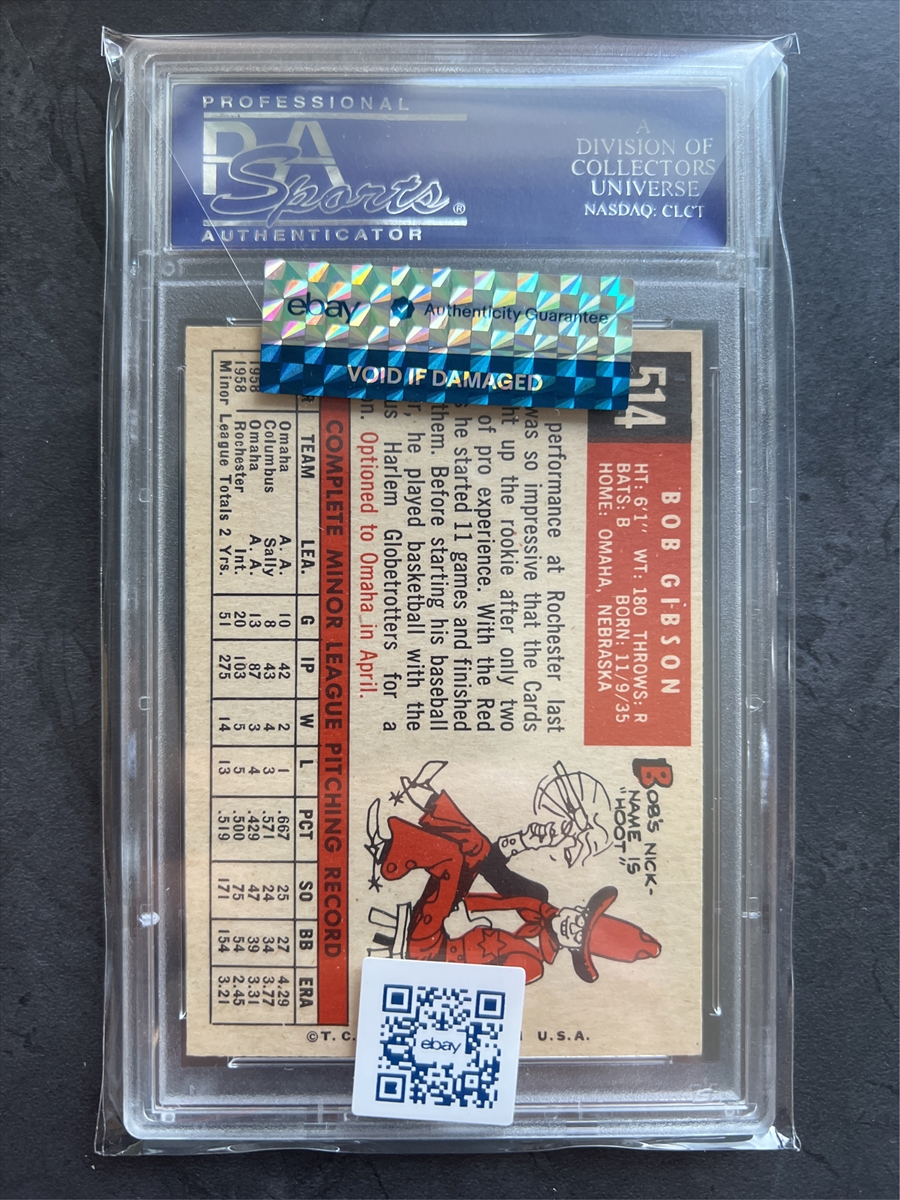 PROFESSIONAL
PSA
Sports®
AUTHENTICATOR
A
DIVISION OF
COLLECTORS
UNIVERSE
NASDAQ: CLCT
ebay Authenticity Guarantee
VOID IF DAMAGED
514
BOB GIBSON
HT: 6'1" WT: 180 THROWS: R
BATS: B BORN: 11/9/35
HOME: OMAHA, NEBRASKA
performance at Rochester last
was so impressive that the Cards
up the rookie after only two
of pro experience. With the Red
he started 11 games and finished
them. Before starting his baseball
he played basketball with the
Harlem Globetrotters for a
Optioned to Omaha in April.
BOB'S NICK-
NAME IS
"HOOT"
COMPLETE MINOR LEAGUE PITCHING RECORD
TEAM LEA. G IP W L PCT SO BB ERA
Omaha A. A. 10 42 2 1 .667 25 27 4.29
Columbus Sally 8 43 4 3 .571 24 34 3.77
1958 Omaha A. A. 13 87 3 4 .429 47 39 3.31
1958 Rochester Int. 20 103 5 5 .500 75 54 2.45
Minor League Totals 2 Yrs. 51 275 14 13 .519 171 154 3.21
©T. C.
U.S.A.
ebay